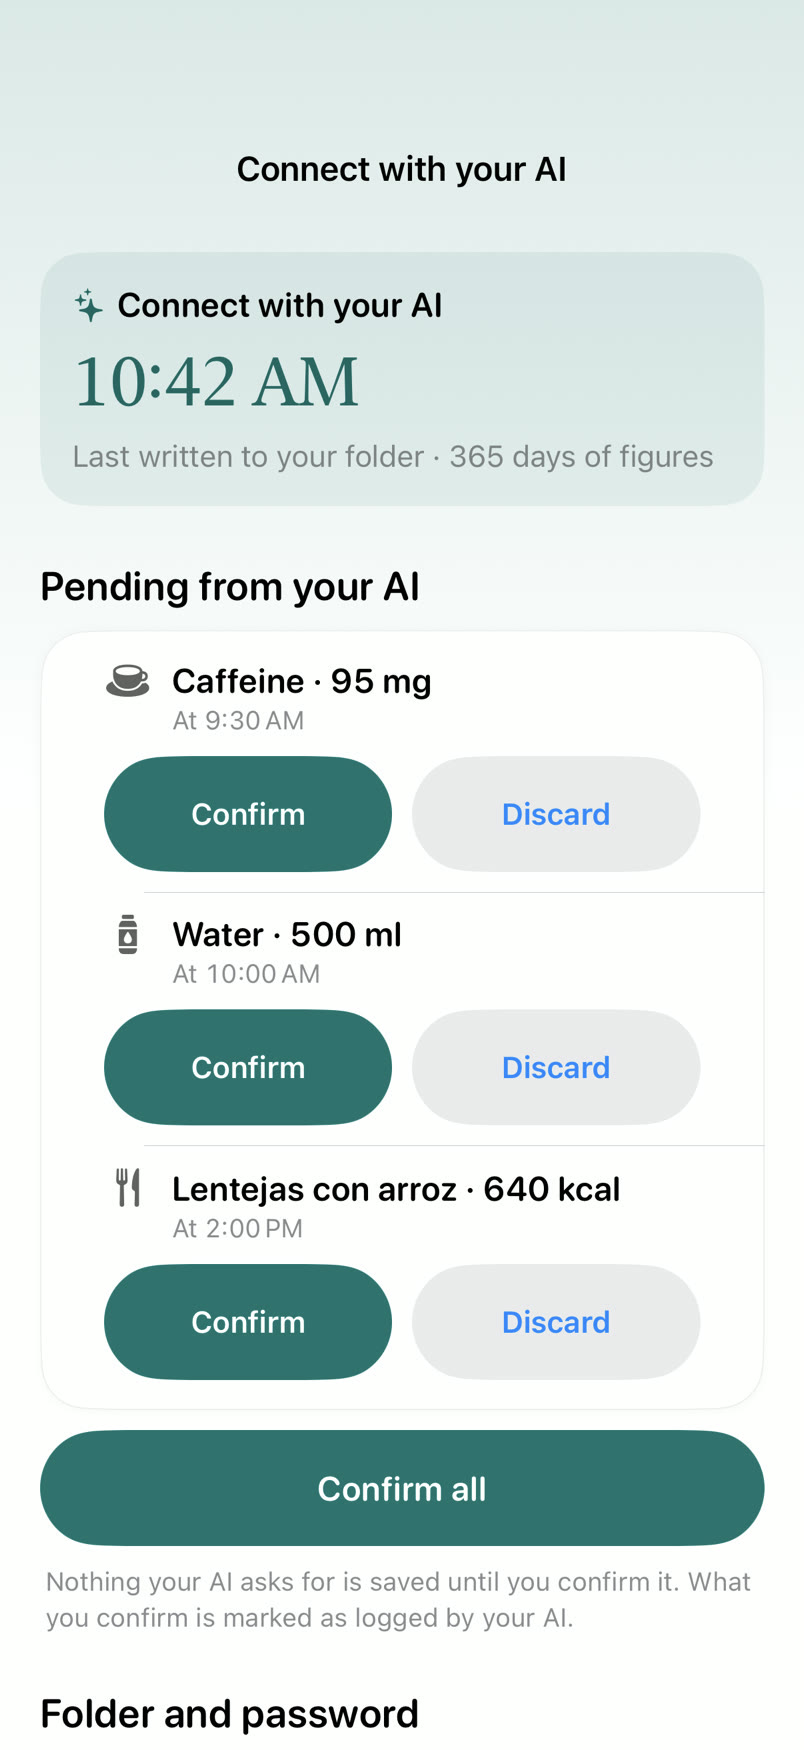 Connect with your AI
Connect with your AI
10:42 AM
Last written to your folder · 365 days of figures
Pending from your AI
Caffeine · 95 mg
At 9:30 AM
Confirm
Discard
Water · 500 ml
At 10:00 AM
Confirm
Discard
Lentejas con arroz · 640 kcal
At 2:00 PM
Confirm
Discard
Confirm all
Nothing your AI asks for is saved until you confirm it. What
you confirm is marked as logged by your AI.
Folder and password